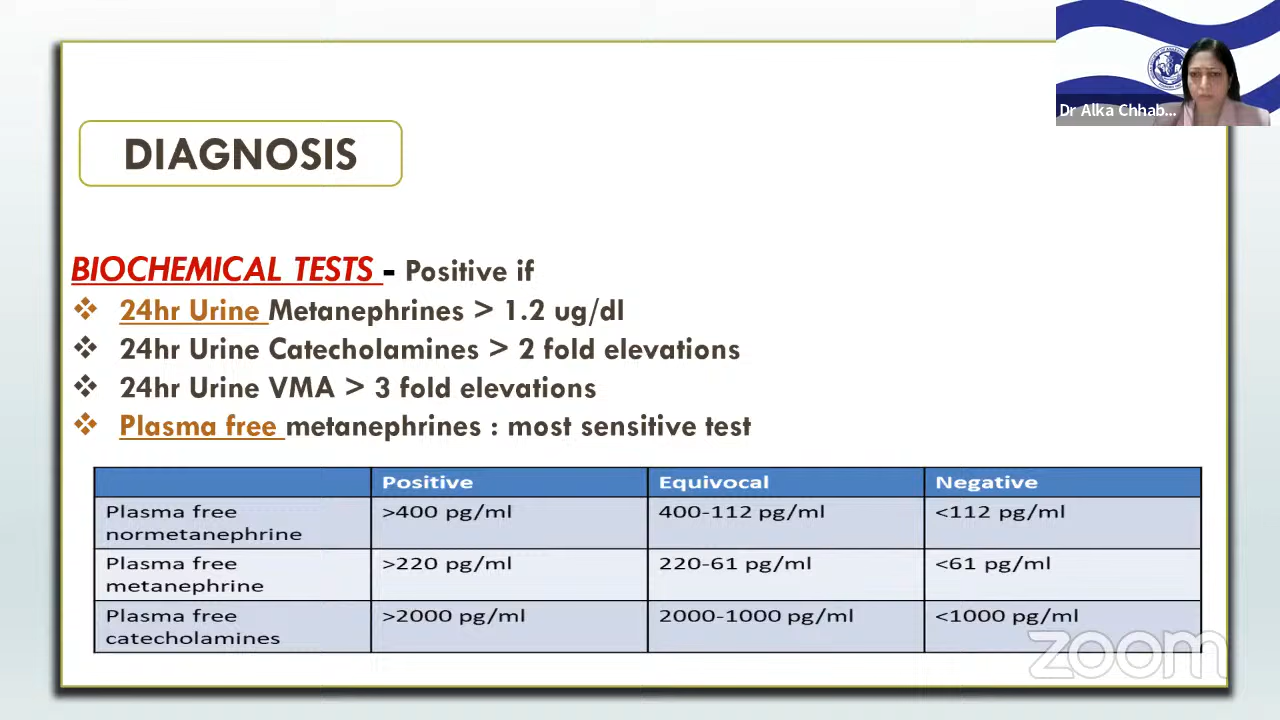 Dr Alka Chhab...
DIAGNOSIS
BIOCHEMICAL TESTS - Positive if
❖ 24hr Urine Metanephrines > 1.2 ug/dl
❖ 24hr Urine Catecholamines > 2 fold elevations
❖ 24hr Urine VMA > 3 fold elevations
❖ Plasma free metanephrines : most sensitive test
Positive Equivocal Negative
Plasma free normetanephrine >400 pg/ml 400-112 pg/ml <112 pg/ml
Plasma free metanephrine >220 pg/ml 220-61 pg/ml <61 pg/ml
Plasma free catecholamines >2000 pg/ml 2000-1000 pg/ml <1000 pg/ml
zoom